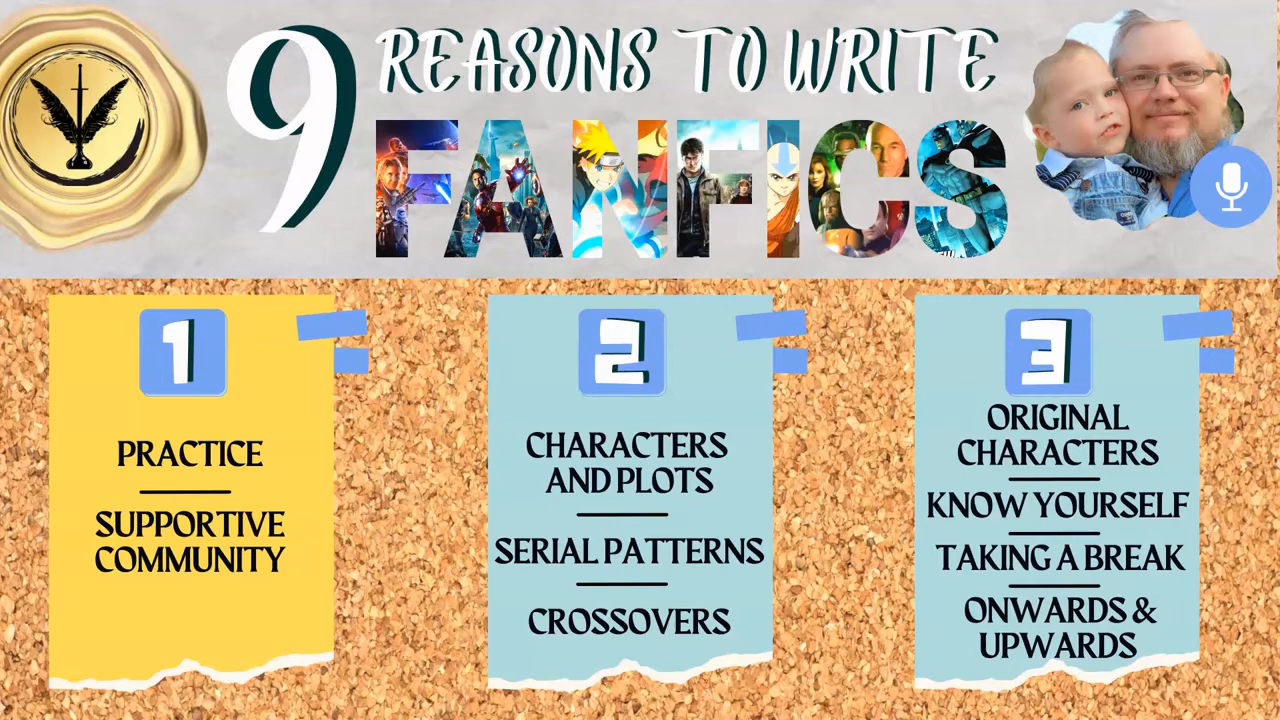 9 REASONS TO WRITE
FANFICS
1
PRACTICE
SUPPORTIVE
COMMUNITY
2
CHARACTERS
AND PLOTS
SERIAL PATTERNS
CROSSOVERS
3
ORIGINAL
CHARACTERS
KNOW YOURSELF
TAKING A BREAK
ONWARDS &
UPWARDS